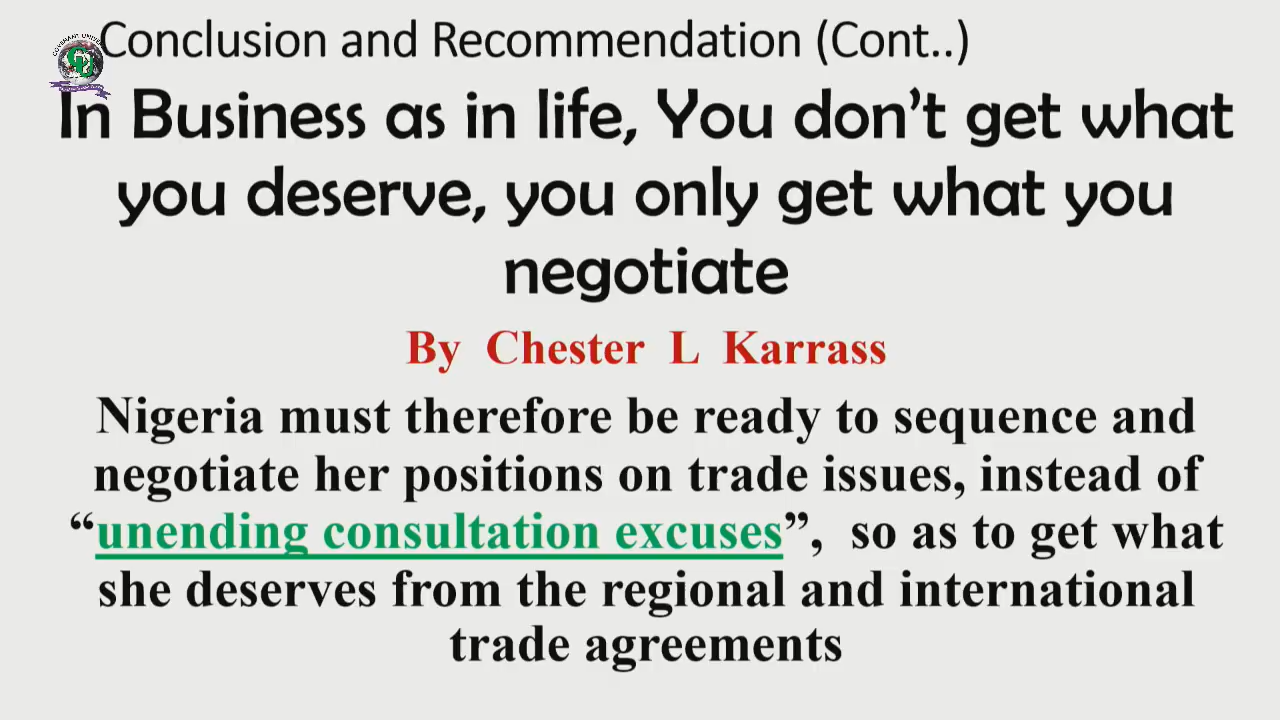 Conclusion and Recommendation (Cont..)
In Business as in life, You don’t get what
you deserve, you only get what you
negotiate
By Chester L Karrass
Nigeria must therefore be ready to sequence and
negotiate her positions on trade issues, instead of
“unending consultation excuses”, so as to get what
she deserves from the regional and international
trade agreements